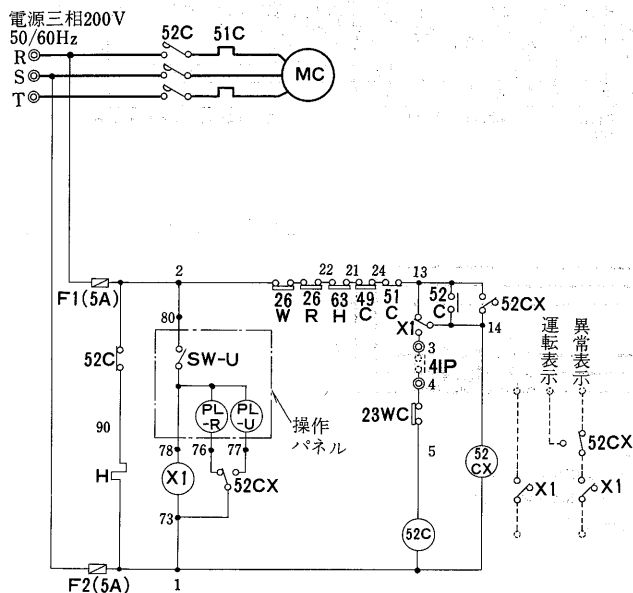 電源三相200V
50/60Hz
R
S
T
52C
51C
MC
F1(5A)
2
80
SW-U
PL
-R
PL
-U
操作
パネル
52C
90
H
78
76
77
X1
52CX
73
F2(5A)
1
26
W
26
R
22
63
H
21
49
C
24
51
C
13
52
C
52CX
X1
14
3
4IP
4
23WC
5
52
CX
52C
運転表示
異常表示
52CX
X1
X1